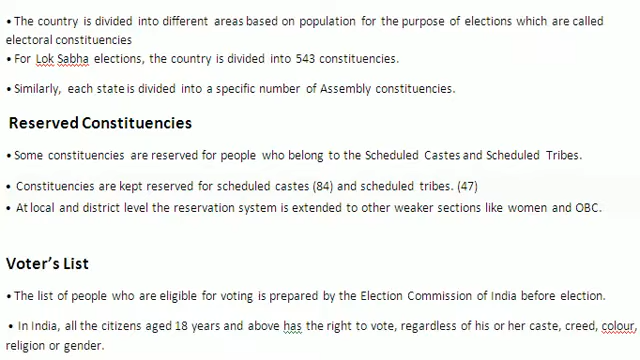 • The country is divided into different areas based on population for the purpose of elections which are called
electoral constituencies
• For Lok Sabha elections, the country is divided into 543 constituencies.
• Similarly, each state is divided into a specific number of Assembly constituencies.
Reserved Constituencies
• Some constituencies are reserved for people who belong to the Scheduled Castes and Scheduled Tribes.
• Constituencies are kept reserved for scheduled castes (84) and scheduled tribes. (47)
• At local and district level the reservation system is extended to other weaker sections like women and OBC.
Voter's List
• The list of people who are eligible for voting is prepared by the Election Commission of India before election.
• In India, all the citizens aged 18 years and above has the right to vote, regardless of his or her caste, creed, colour,
religion or gender.